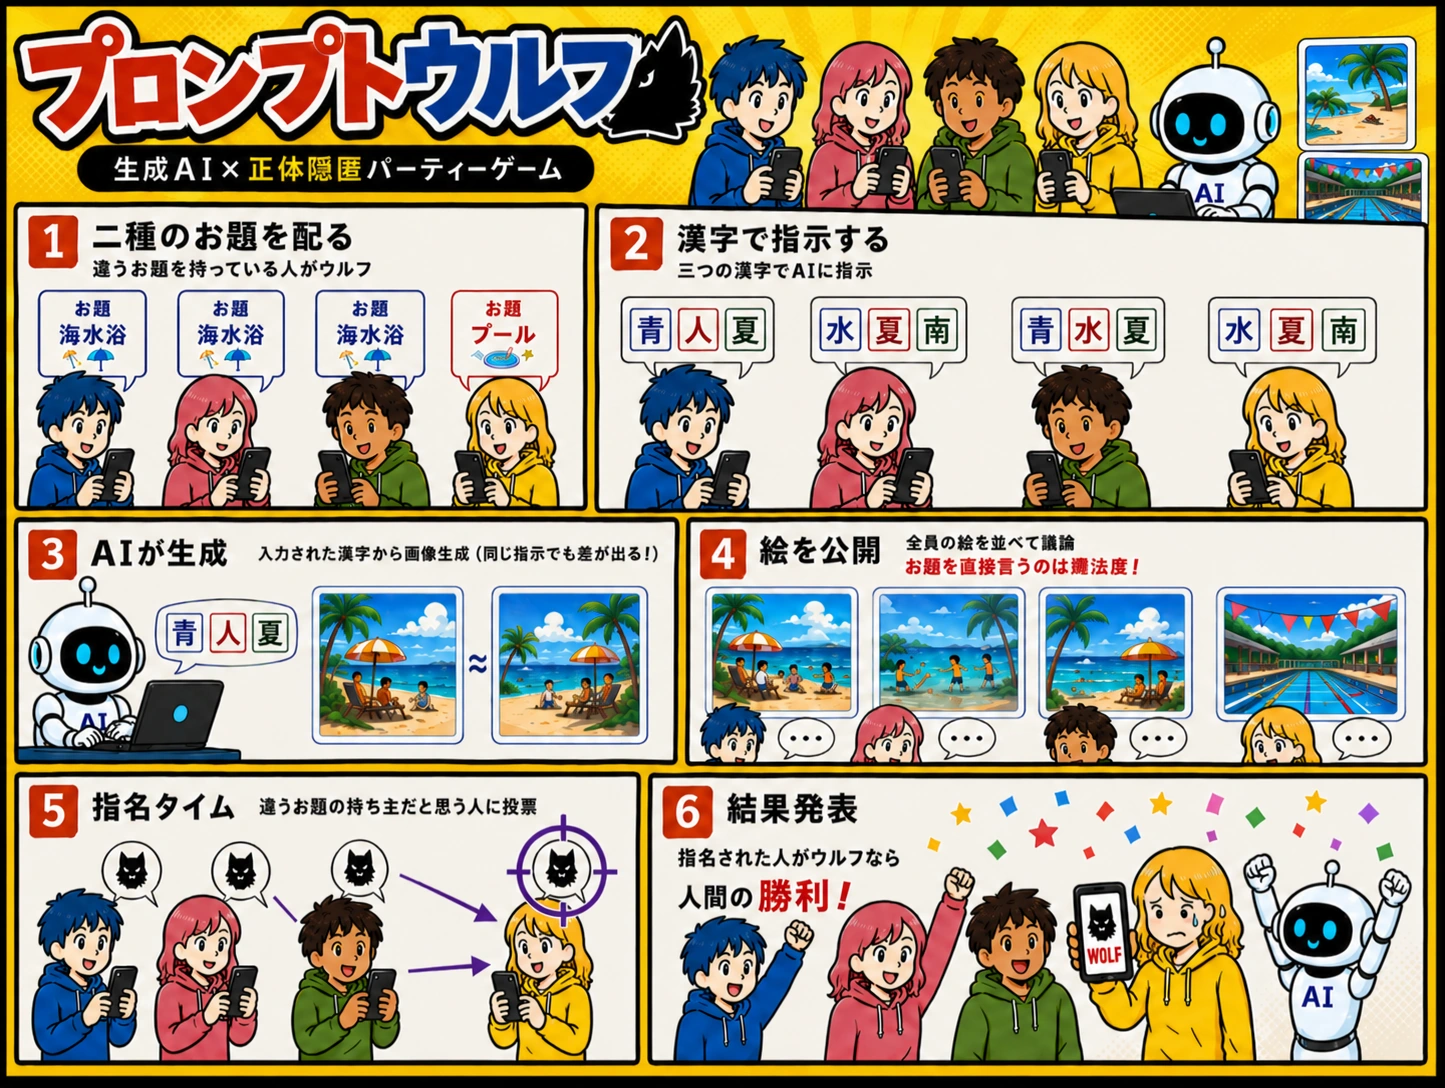 プロンプトウルフ
生成AI×正体隠匿パーティーゲーム
AI
1 二種のお題を配る
違うお題を持っている人がウルフ
お題
海水浴
お題
海水浴
お題
海水浴
お題
プール
2 漢字で指示する
三つの漢字でAIに指示
青 人 夏
水 夏 南
青 水 夏
水 夏 南
3 AIが生成 入力された漢字から画像生成(同じ指示でも差が出る!)
青 人 夏
AI
≈
4 絵を公開 全員の絵を並べて議論
お題を直接言うのは法度!
...
...
...
...
5 指名タイム 違うお題の持ち主だと思う人に投票
6 結果発表
指名された人がウルフなら
人間の勝利!
WOLF
AI